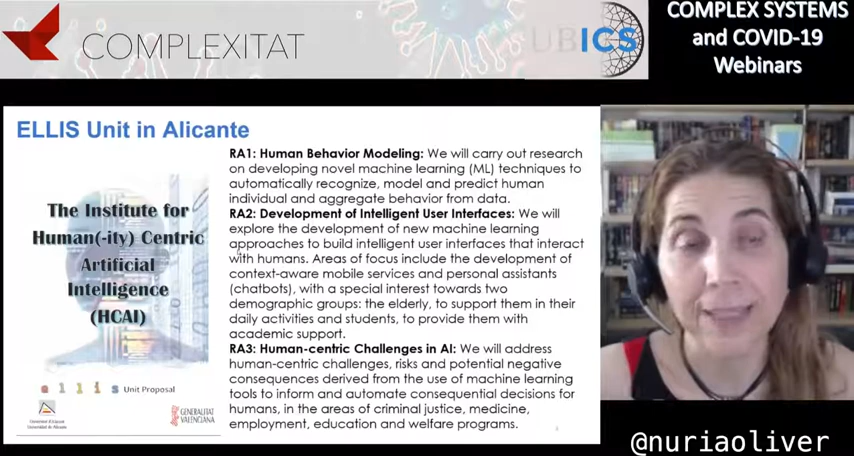 COMPLEXITAT
UBICS
COMPLEX SYSTEMS
and COVID-19
Webinars
ELLIS Unit in Alicante
The Institute for
Human(-ity) Centric
Artificial
Intelligence
(HCAI)
e l l i s Unit Proposal
GENERALITAT
VALENCIANA
RA1: Human Behavior Modeling: We will carry out research
on developing novel machine learning (ML) techniques to
automatically recognize, model and predict human
individual and aggregate behavior from data.
RA2: Development of Intelligent User Interfaces: We will
explore the development of new machine learning
approaches to build intelligent user interfaces that interact
with humans. Areas of focus include the development of
context-aware mobile services and personal assistants
(chatbots), with a special interest towards two
demographic groups: the elderly, to support them in their
daily activities and students, to provide them with
academic support.
RA3: Human-centric Challenges in AI: We will address
human-centric challenges, risks and potential negative
consequences derived from the use of machine learning
tools to inform and automate consequential decisions for
humans, in the areas of criminal justice, medicine,
employment, education and welfare programs.
@nuriaoliver